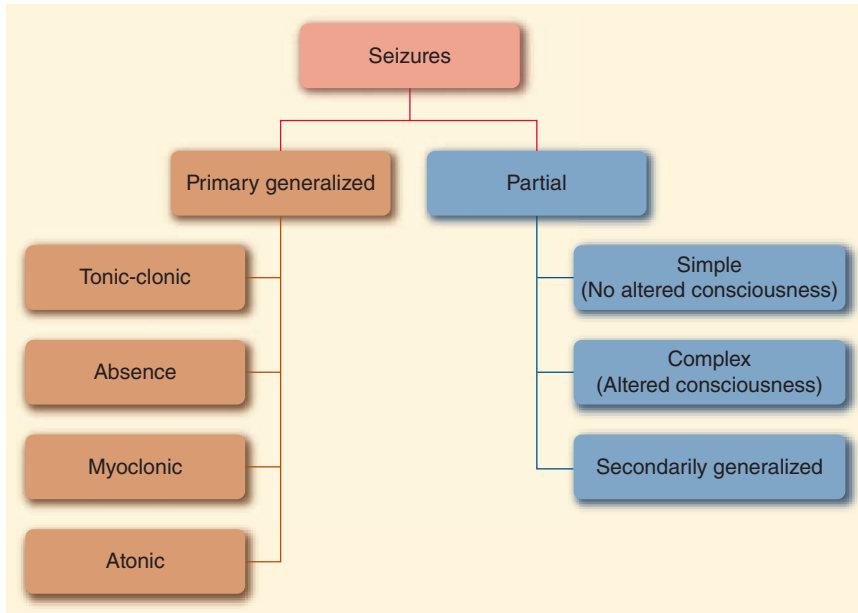 Seizures
Primary generalized
Partial
Tonic-clonic
Absence
Myoclonic
Atonic
Simple
(No altered consciousness)
Complex
(Altered consciousness)
Secondarily generalized